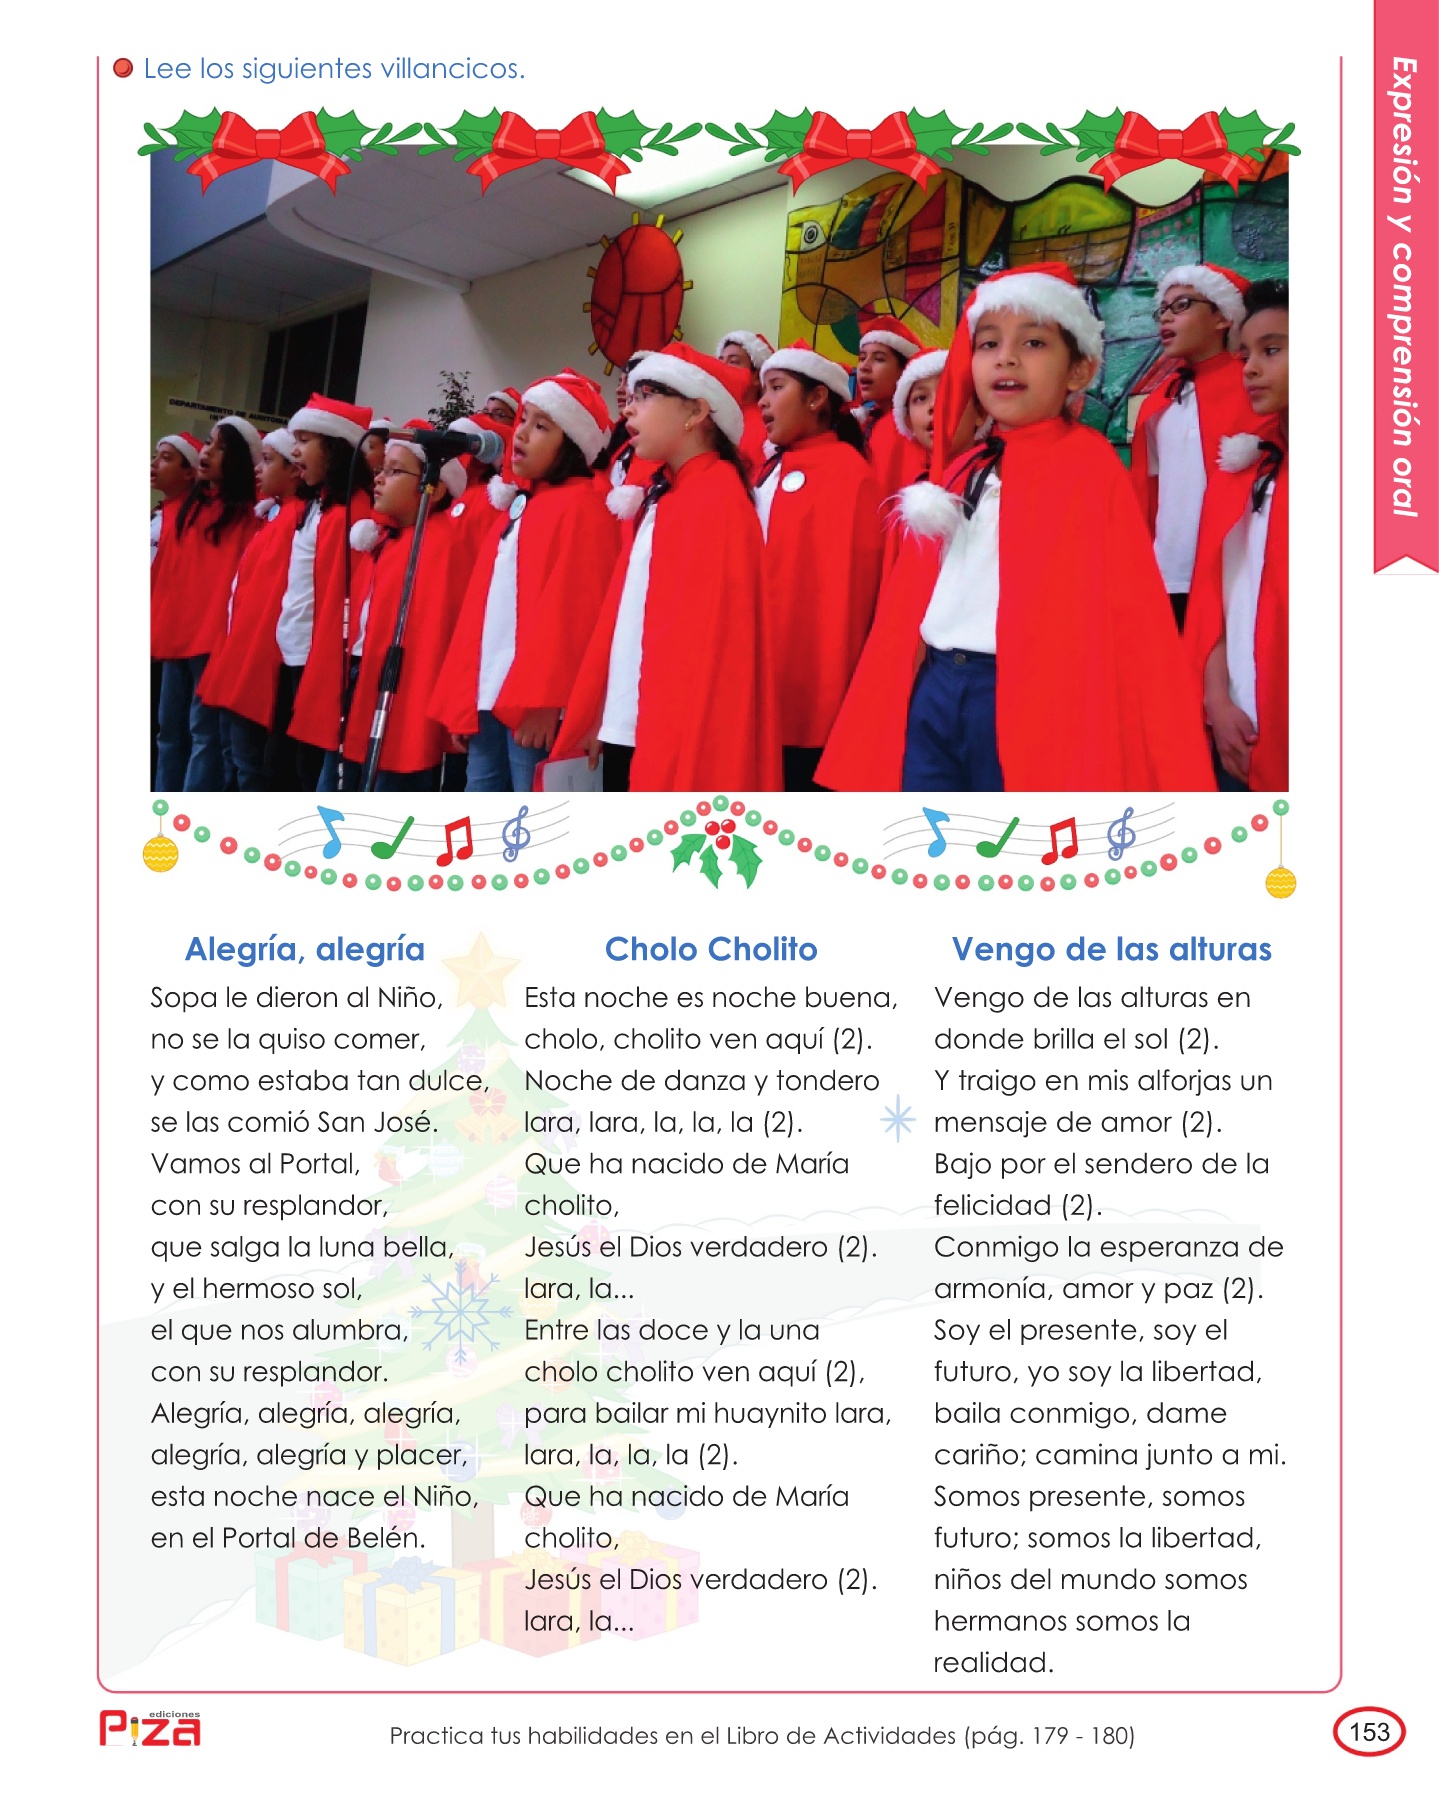 Lee los siguientes villancicos.
Expresión y comprensión oral
Alegría, alegría
Sopa le dieron al Niño,
no se la quiso comer,
y como estaba tan dulce,
se las comió San José.
Vamos al Portal,
con su resplandor,
que salga la luna bella,
y el hermoso sol,
el que nos alumbra,
con su resplandor.
Alegría, alegría, alegría,
alegría, alegría y placer,
esta noche nace el Niño,
en el Portal de Belén.
Cholo Cholito
Esta noche es noche buena,
cholo, cholito ven aquí (2).
Noche de danza y tondero
lara, lara, la, la, la (2).
Que ha nacido de María
cholito,
Jesús el Dios verdadero (2).
lara, la...
Entre las doce y la una
cholo cholito ven aquí (2),
para bailar mi huaynito lara,
lara, la, la, la (2).
Que ha nacido de María
cholito,
Jesús el Dios verdadero (2).
lara, la...
Vengo de las alturas
Vengo de las alturas en
donde brilla el sol (2).
Y traigo en mis alforjas un
mensaje de amor (2).
Bajo por el sendero de la
felicidad (2).
Conmigo la esperanza de
armonía, amor y paz (2).
Soy el presente, soy el
futuro, yo soy la libertad,
baila conmigo, dame
cariño; camina junto a mi.
Somos presente, somos
futuro; somos la libertad,
niños del mundo somos
hermanos somos la
realidad.
ediciones
Piza
Practica tus habilidades en el Libro de Actividades (pág. 179 - 180)
153